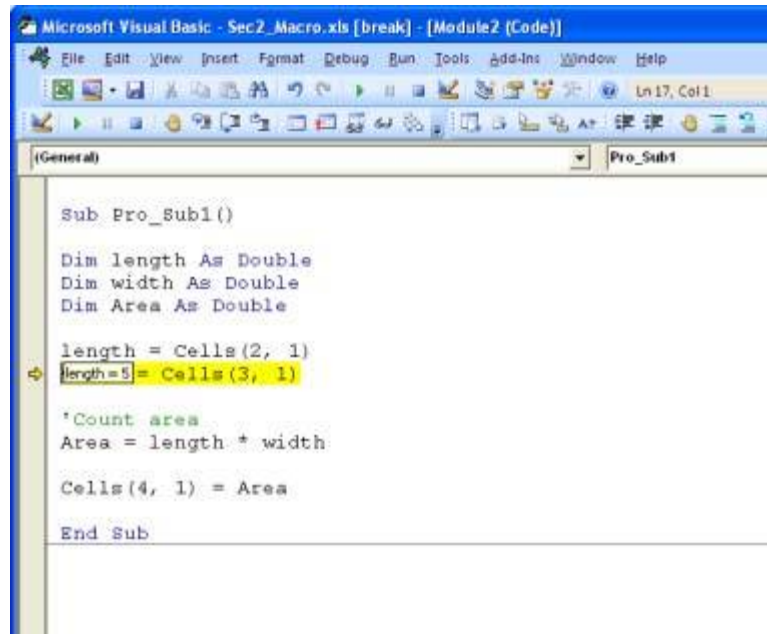 Microsoft Visual Basic - Sec2_Macro.xls [break] - [Module2 (Code)]
File Edit View Insert Format Debug Run Tools Add-Ins Window Help
Ln 17, Col 1
(General) Pro_Sub1
Sub Pro_Sub1()
Dim length As Double
Dim width As Double
Dim Area As Double
length = Cells(2, 1)
length = 5 = Cells(3, 1)
'Count area
Area = length * width
Cells(4, 1) = Area
End Sub